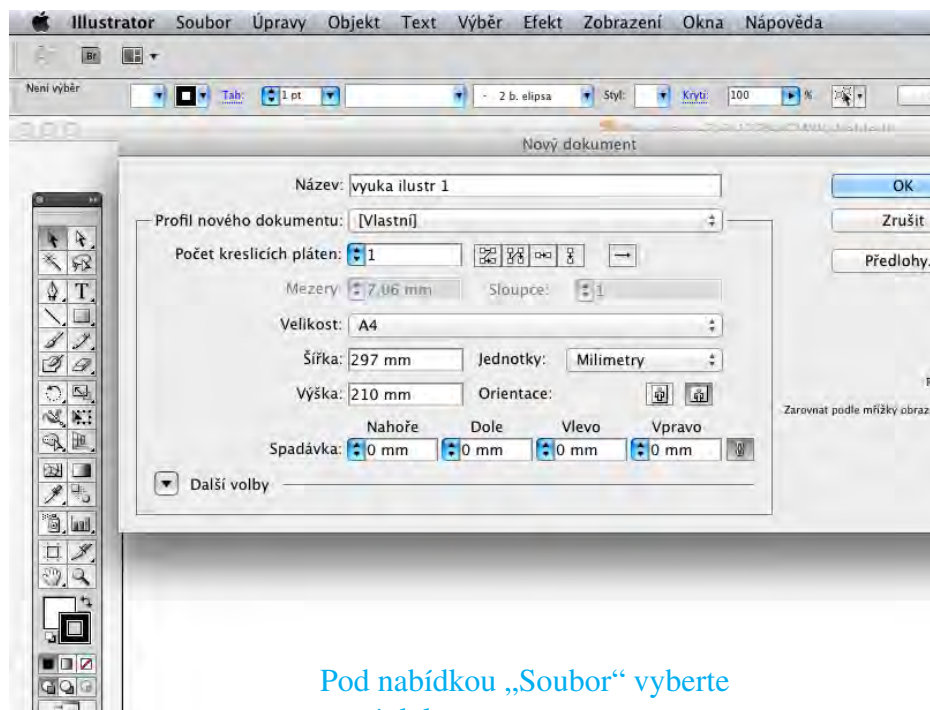 Illustrator Soubor Úpravy Objekt Text Výběr Efekt Zobrazení Okna Nápověda
Br
Není výběr Tah: 1 pt - 2 b. elipsa Styl: Krytí: 100 %
Nový dokument
Název: vyuka ilustr 1 OK
Profil nového dokumentu: [Vlastní] Zrušit
Počet kreslicích pláten: 1 Předlohy.
Mezery 7,06 mm Sloupce: 1
Velikost: A4
Šířka: 297 mm Jednotky: Milimetry
Výška: 210 mm Orientace:
Zarovnat podle mřížky obraz
Nahoře Dole Vlevo Vpravo
Spadávka: 0 mm 0 mm 0 mm 0 mm
Další volby
T
Pod nabídkou „Soubor“ vyberte